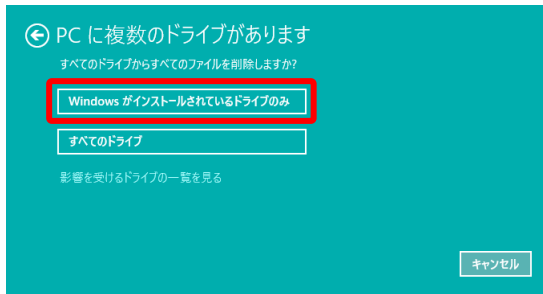 PC に複数のドライブがあります
すべてのドライブからすべてのファイルを削除しますか?
Windows がインストールされているドライブのみ
すべてのドライブ
影響を受けるドライブの一覧を見る
キャンセル